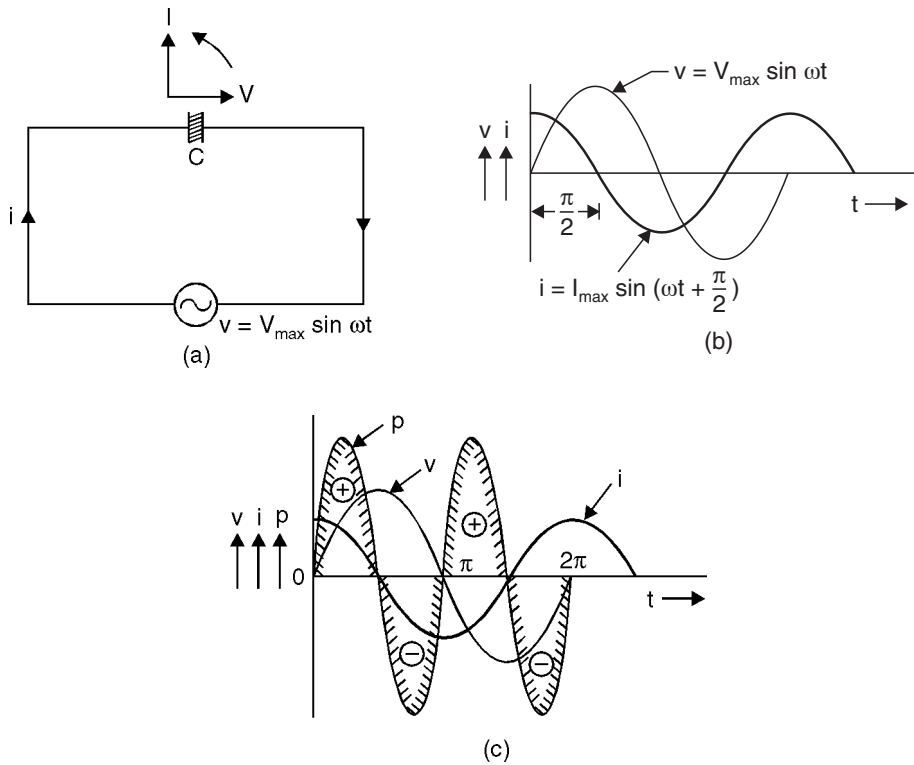 I
V
C
i
v = V_max sin ωt
(a)
v = V_max sin ωt
v i
π/2
t
i = I_max sin (ωt + π/2)
(b)
p
v
i
+
+
v i p
0
π
2π
t
−
−
(c)